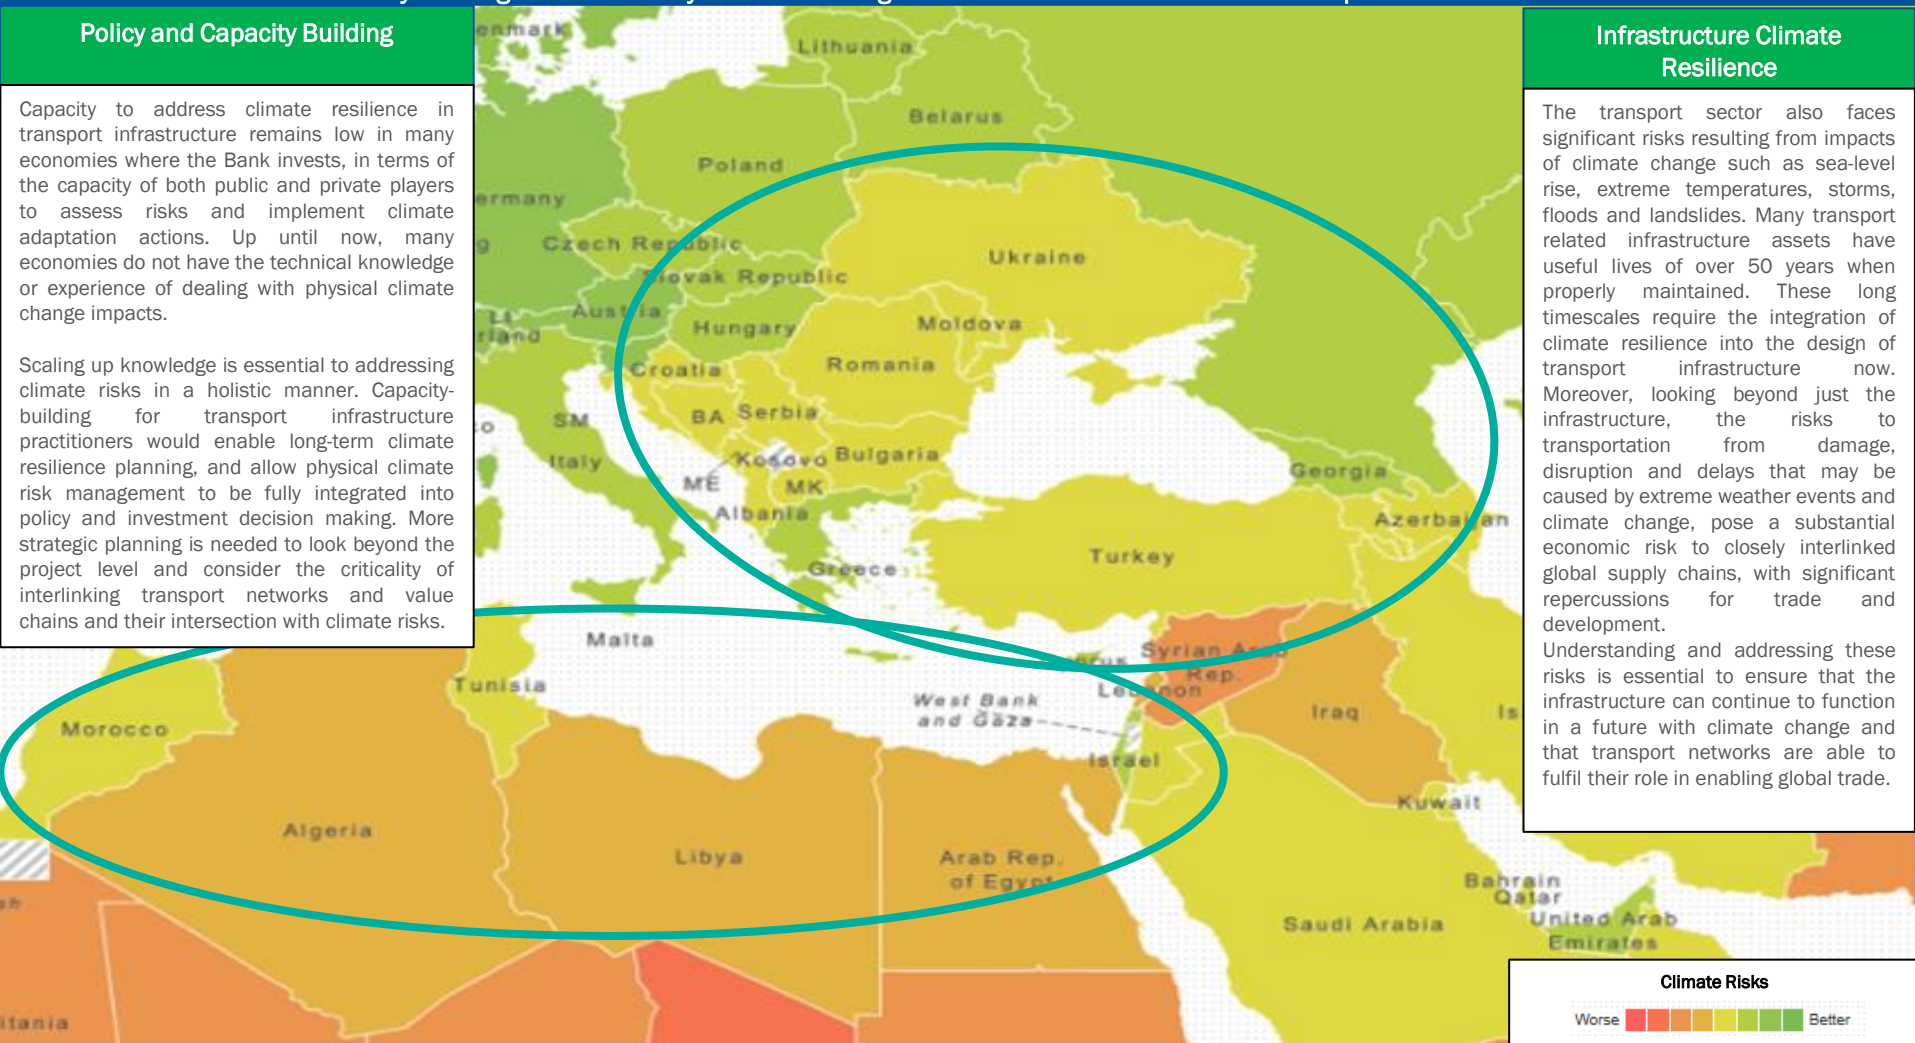 Policy and Capacity Building
Capacity to address climate resilience in
transport infrastructure remains low in many
economies where the Bank invests, in terms of
the capacity of both public and private players
to assess risks and implement climate
adaptation actions. Up until now, many
economies do not have the technical knowledge
or experience of dealing with physical climate
change impacts.
Scaling up knowledge is essential to addressing
climate risks in a holistic manner. Capacity-
building for transport infrastructure
practitioners would enable long-term climate
resilience planning, and allow physical climate
risk management to be fully integrated into
policy and investment decision making. More
strategic planning is needed to look beyond the
project level and consider the criticality of
interlinking transport networks and value
chains and their intersection with climate risks.
enmark
Lithuania
Belarus
Poland
ermany
Czech Republic
Slovak Republic
Ukraine
Austria
Hungary
Moldova
Croatia
Romania
BA
Serbia
SM
Italy
Kosovo
Bulgaria
ME
MK
Albania
Georgia
Azerbaijan
Greece
Turkey
Malta
Syrian Arab
Rep.
Lebanon
Tunisia
West Bank
and Gaza
Iraq
Is
Morocco
Israel
Kuwait
Algeria
Libya
Arab Rep.
of Egypt
Bahrain
Qatar
Saudi Arabia
United Arab
Emirates
itania
Infrastructure Climate
Resilience
The transport sector also faces
significant risks resulting from impacts
of climate change such as sea-level
rise, extreme temperatures, storms,
floods and landslides. Many transport
related infrastructure assets have
useful lives of over 50 years when
properly maintained. These long
timescales require the integration of
climate resilience into the design of
transport infrastructure now.
Moreover, looking beyond just the
infrastructure, the risks to
transportation from damage,
disruption and delays that may be
caused by extreme weather events and
climate change, pose a substantial
economic risk to closely interlinked
global supply chains, with significant
repercussions for trade and
development.
Understanding and addressing these
risks is essential to ensure that the
infrastructure can continue to function
in a future with climate change and
that transport networks are able to
fulfil their role in enabling global trade.
Climate Risks
Worse
Better